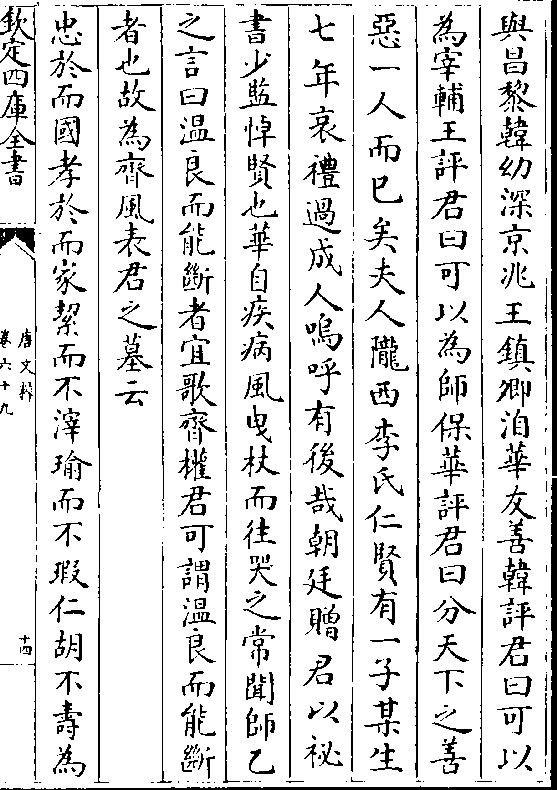 與昌黎韓幼深京兆王鎮卿洎華友善韓評君曰可以
為宰輔王評君曰可以為師保華評君曰分天下之善
惡一人而已矣夫人隴西李氏仁賢有一子某生
七年哀禮過成人嗚呼有後哉朝廷贈君以祕
書少監悼賢也華自疾病風曳杖而往哭之常聞師乙
之言曰温良而能斷者宜歌齊權君可謂温良而能斷
者也故為齊風表君之墓云
忠於而國孝於而家絜而不滓瑜而不瑕仁胡不壽為
欽定四庫全書
唐文粹
卷六十九
十四